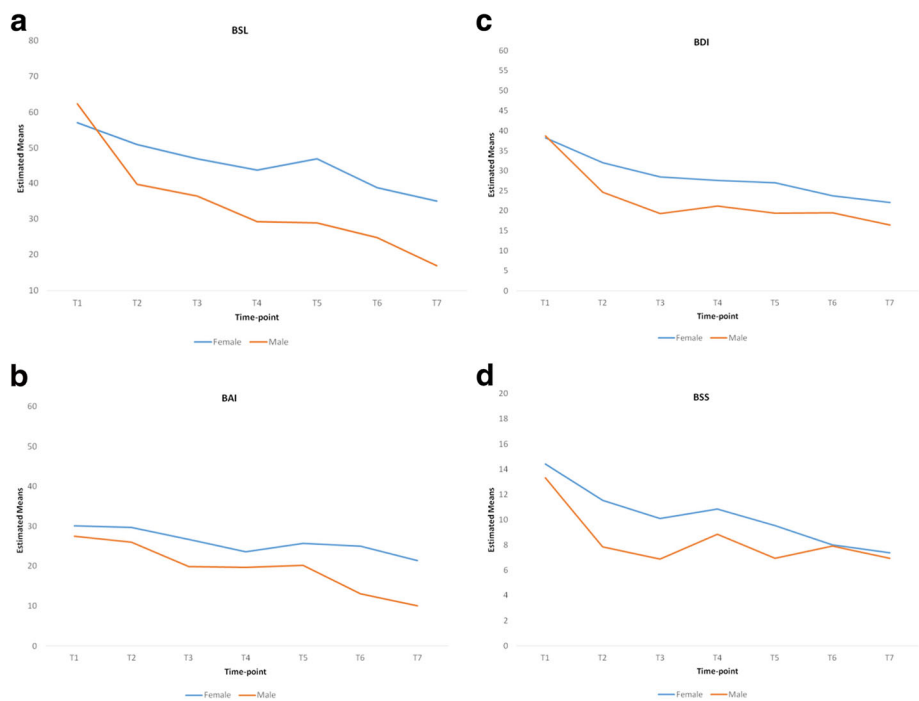 a
BSL
80
70
60
50
40
30
20
10
Estimated Means
T1 T2 T3 T4 T5 T6 T7
Time-point
Female Male
b
BAI
60
50
40
30
20
10
0
Estimated Means
T1 T2 T3 T4 T5 T6 T7
Time-point
Female Male
c
BDI
60
55
50
45
40
35
30
25
20
15
10
5
0
Estimated Means
T1 T2 T3 T4 T5 T6 T7
Time-point
Female Male
d
BSS
20
18
16
14
12
10
8
6
4
2
0
Estimated Means
T1 T2 T3 T4 T5 T6 T7
Time-point
Female Male